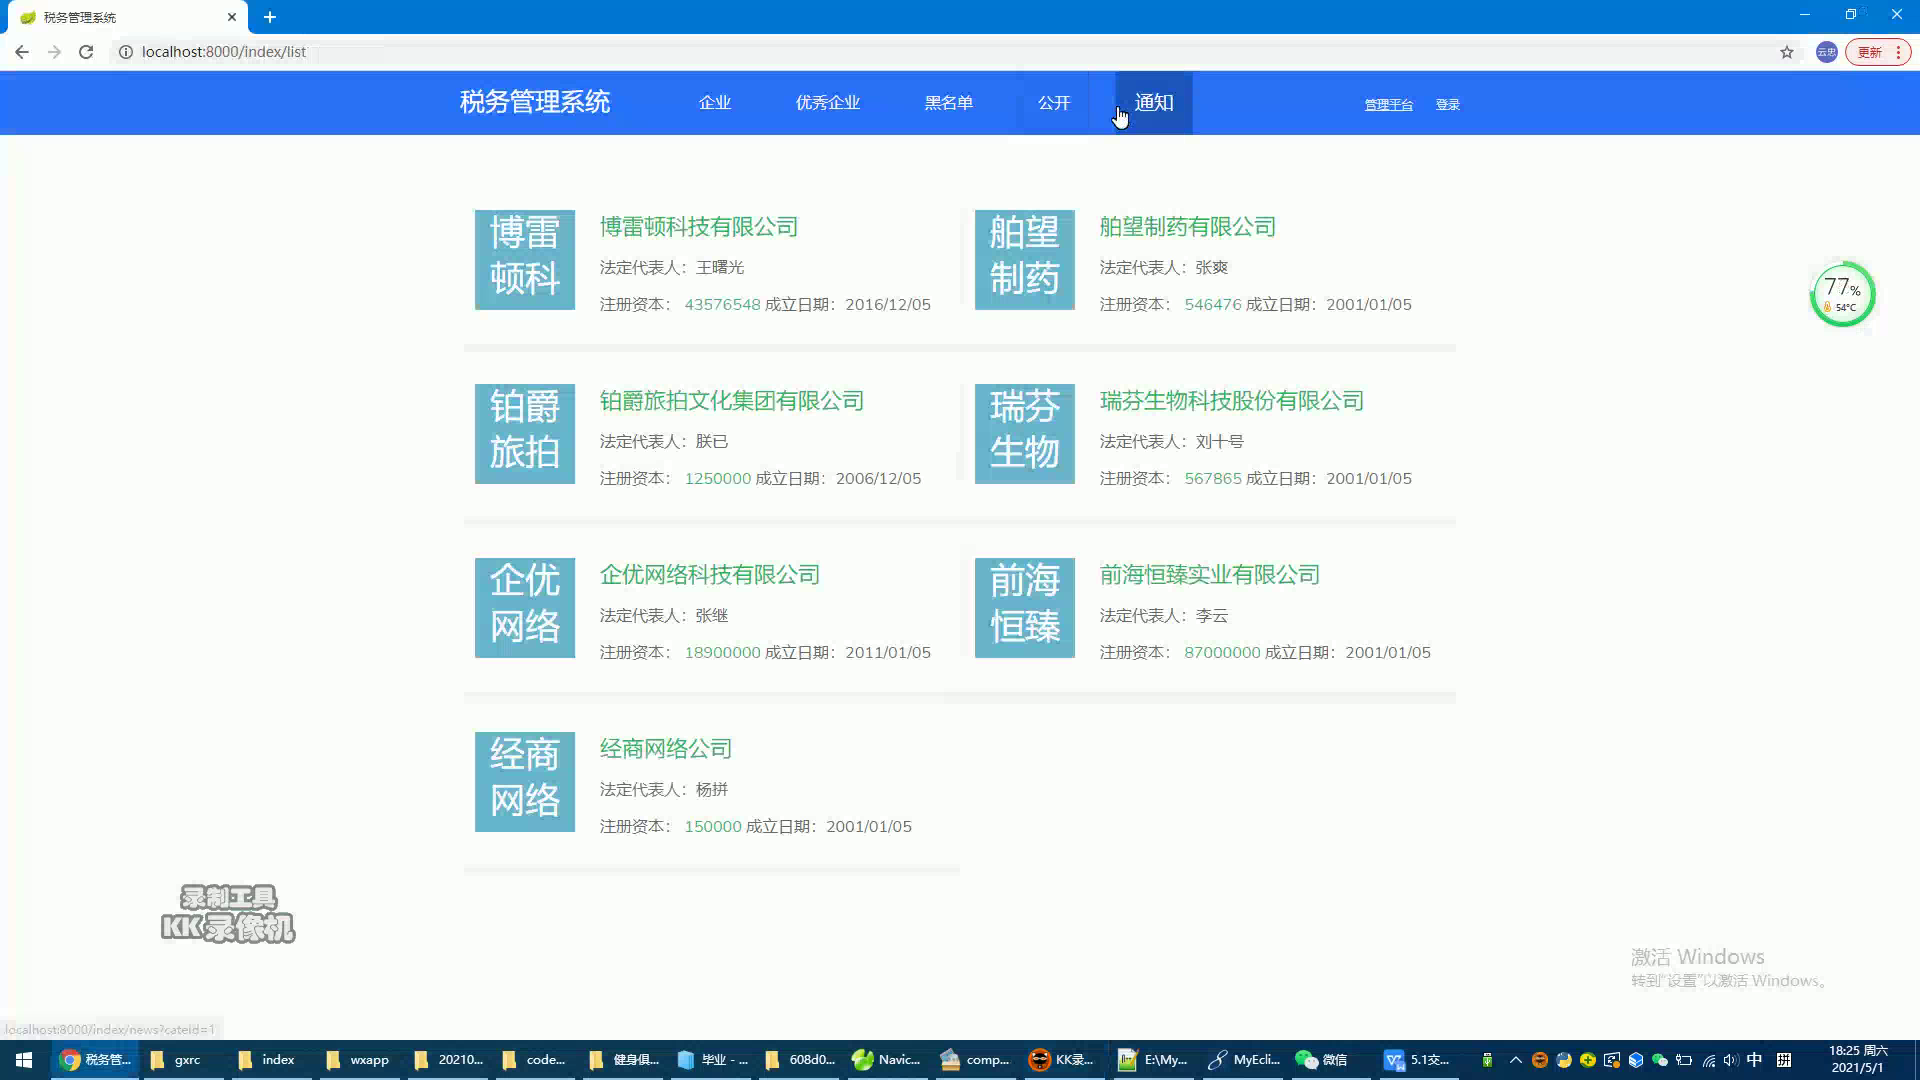 税务管理系统
localhost:8000/index/list
更新
税务管理系统
企业
优秀企业
黑名单
公开
通知
管理平台
登录
博雷
顿科
博雷顿科技有限公司
法定代表人：王曙光
注册资本： 43576548 成立日期：2016/12/05
舶望
制药
舶望制药有限公司
法定代表人：张爽
注册资本： 546476 成立日期：2001/01/05
77%
54°C
铂爵
旅拍
铂爵旅拍文化集团有限公司
法定代表人：朕已
注册资本： 1250000 成立日期：2006/12/05
瑞芬
生物
瑞芬生物科技股份有限公司
法定代表人：刘十号
注册资本： 567865 成立日期：2001/01/05
企优
网络
企优网络科技有限公司
法定代表人：张继
注册资本： 18900000 成立日期：2011/01/05
前海
恒臻
前海恒臻实业有限公司
法定代表人：李云
注册资本： 87000000 成立日期：2001/01/05
经商
网络
经商网络公司
法定代表人：杨拼
注册资本： 150000 成立日期：2001/01/05
录制工具
KK录像机
激活 Windows
转到“设置”以激活 Windows。
localhost:8000/index/news?cateId=1
税务管...
gxrc
index
wxapp
20210...
code...
健身俱...
毕业 - ...
608d0...
Navic...
comp...
KK录...
E:\My...
MyEcli...
微信
5.1交...
中
拼
18:25 周六
2021/5/1